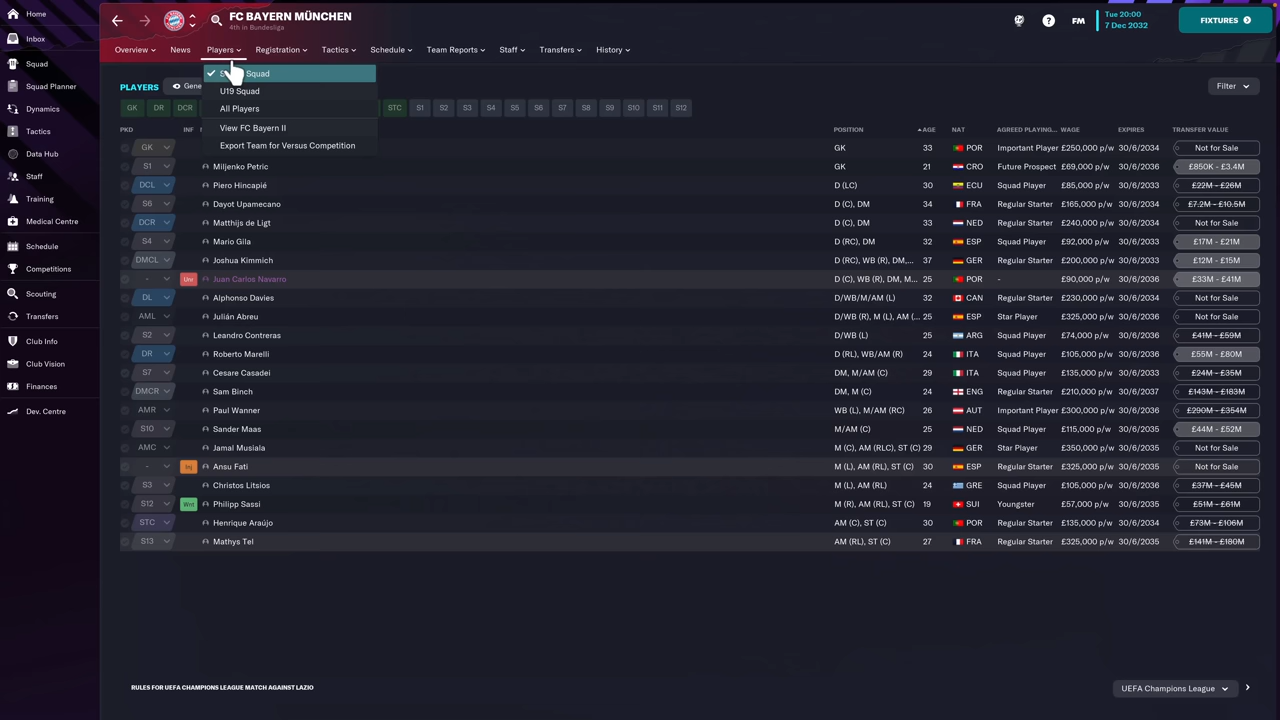 FC BAYERN MÜNCHEN
4th in Bundesliga
FM
Tue 20:00
7 Dec 2032
FIXTURES
Home
Inbox
Squad
Squad Planner
Dynamics
Tactics
Data Hub
Staff
Training
Medical Centre
Schedule
Competitions
Scouting
Transfers
Club Info
Club Vision
Finances
Dev. Centre
Overview News Players Registration Tactics Schedule Team Reports Staff Transfers History
Squad
U19 Squad
All Players
View FC Bayern II
Export Team for Versus Competition
PLAYERS
Filter
GK DR DCR STC S1 S2 S3 S4 S5 S6 S7 S8 S9 S10 S11 S12
PKD INF POSITION AGE NAT AGREED PLAYING... WAGE EXPIRES TRANSFER VALUE
GK GK 33 POR Important Player £250,000 p/w 30/6/2034 Not for Sale
S1 Miljenko Petric GK 21 CRO Future Prospect £69,000 p/w 30/6/2036 £850K - £3.4M
DCL Piero Hincapié D (LC) 30 ECU Squad Player £85,000 p/w 30/6/2033 £22M - £26M
S6 Dayot Upamecano D (C), DM 34 FRA Regular Starter £165,000 p/w 30/6/2034 £7.2M - £10.5M
DCR Matthijs de Ligt D (C), DM 33 NED Regular Starter £240,000 p/w 30/6/2034 Not for Sale
S4 Mario Gila D (RC), DM 32 ESP Squad Player £92,000 p/w 30/6/2033 £17M - £21M
DMCL Joshua Kimmich D (RC), WB (R), DM,... 37 GER Regular Starter £200,000 p/w 30/6/2033 £12M - £15M
- Unr Juan Carlos Navarro D (C), WB (R), DM, M... 25 POR - £90,000 p/w 30/6/2036 £33M - £41M
DL Alphonso Davies D/WB/M/AM (L) 32 CAN Regular Starter £230,000 p/w 30/6/2034 Not for Sale
AML Julián Abreu D/WB (R), M (L), AM (... 25 ESP Star Player £325,000 p/w 30/6/2035 Not for Sale
S2 Leandro Contreras D/WB (L) 25 ARG Squad Player £74,000 p/w 30/6/2036 £41M - £59M
DR Roberto Marelli D (RL), WB/AM (R) 24 ITA Squad Player £105,000 p/w 30/6/2036 £55M - £80M
S7 Cesare Casadei DM, M/AM (C) 29 ITA Squad Player £135,000 p/w 30/6/2033 £24M - £35M
DMCR Sam Binch DM, M (C) 24 ENG Regular Starter £210,000 p/w 30/6/2037 £143M - £183M
AMR Paul Wanner WB (L), M/AM (RC) 26 AUT Important Player £300,000 p/w 30/6/2036 £290M - £354M
S10 Sander Maas M/AM (C) 25 NED Squad Player £115,000 p/w 30/6/2035 £44M - £52M
AMC Jamal Musiala M (C), AM (RLC), ST (C) 29 GER Star Player £350,000 p/w 30/6/2035 Not for Sale
- Inj Ansu Fati M (L), AM (RL), ST (C) 30 ESP Regular Starter £325,000 p/w 30/6/2034 Not for Sale
S3 Christos Litsios M (L), AM (RL) 24 GRE Squad Player £105,000 p/w 30/6/2036 £37M - £45M
S12 Wnt Philipp Sassi M (R), AM (RL), ST (C) 19 SUI Youngster £57,000 p/w 30/6/2035 £51M - £61M
STC Henrique Araújo AM (C), ST (C) 30 POR Regular Starter £135,000 p/w 30/6/2034 £73M - £106M
S13 Mathys Tel AM (RL), ST (C) 27 FRA Regular Starter £325,000 p/w 30/6/2035 £141M - £180M
RULES FOR UEFA CHAMPIONS LEAGUE MATCH AGAINST LAZIO
UEFA Champions League